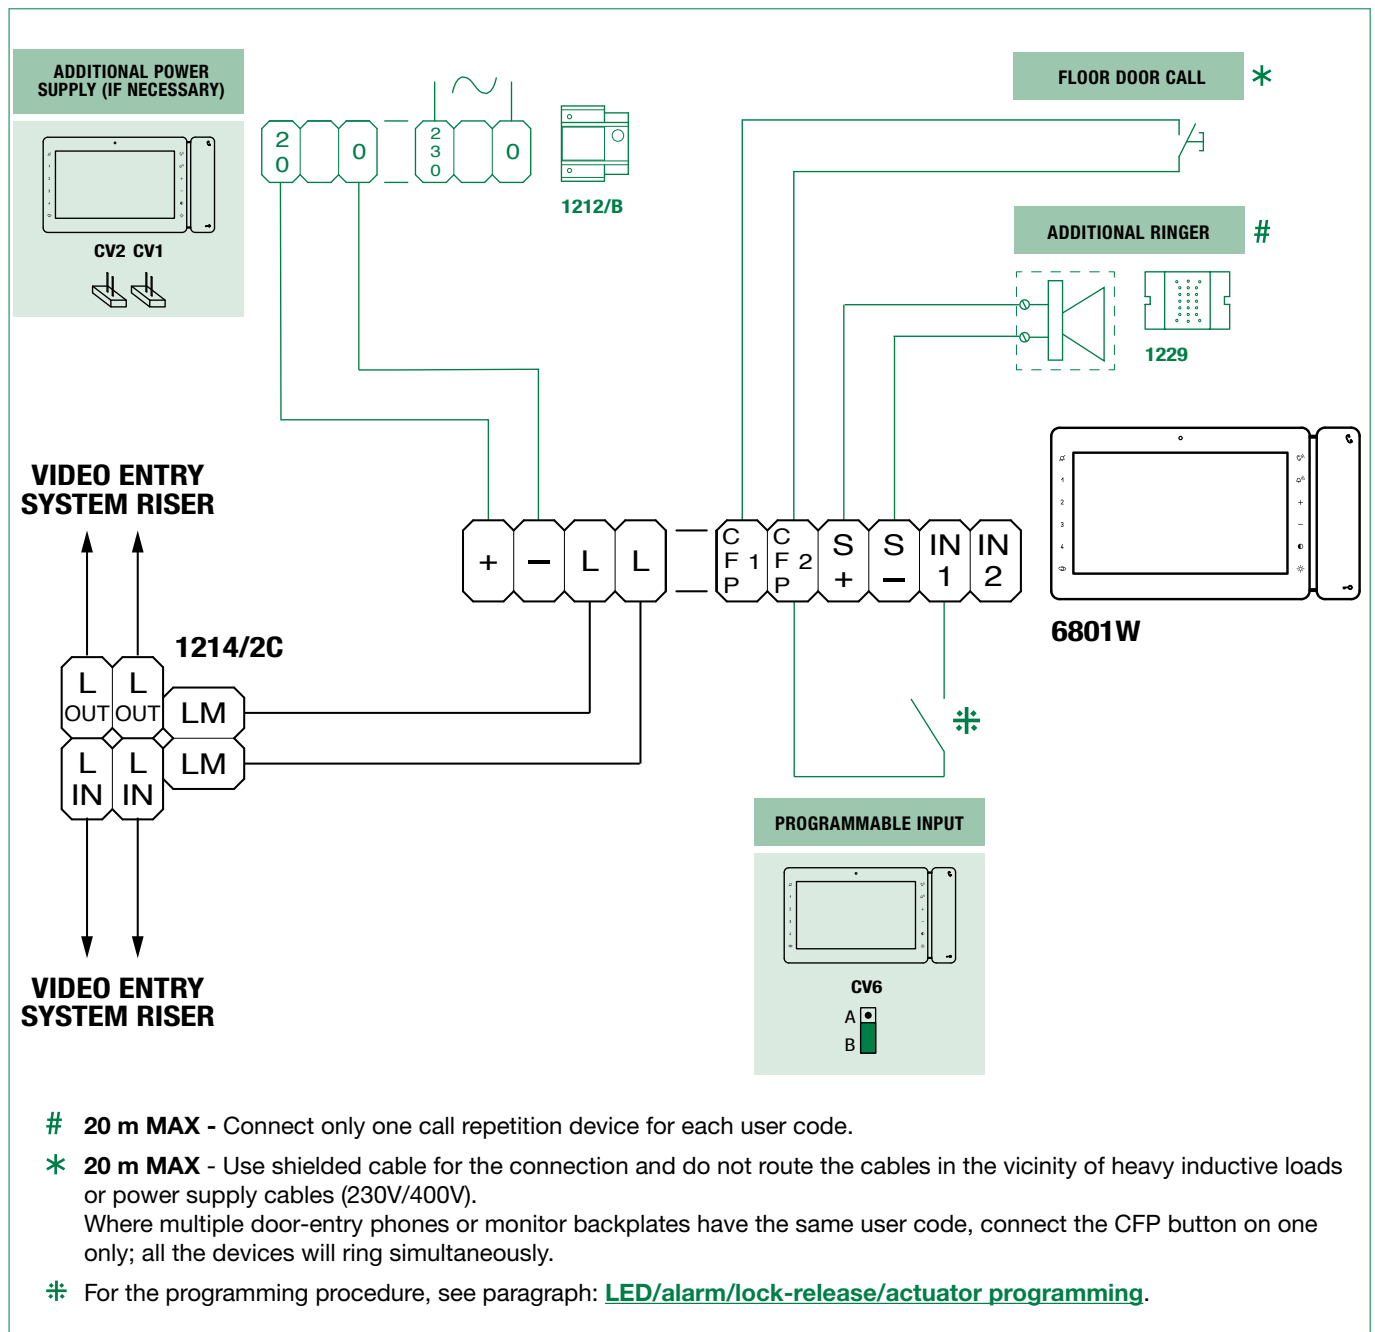 ADDITIONAL POWER
SUPPLY (IF NECESSARY)
CV2 CV1
20
0
230
0
1212/B
FLOOR DOOR CALL *
ADDITIONAL RINGER #
1229
VIDEO ENTRY
SYSTEM RISER
+
–
L
L
CFP 1
CFP 2
S +
S –
IN 1
IN 2
1
2
3
4
+
–
6801W
1214/2C
L OUT
L OUT
LM
L IN
L IN
LM
VIDEO ENTRY
SYSTEM RISER
PROGRAMMABLE INPUT
CV6
A
B
# 20 m MAX - Connect only one call repetition device for each user code.
* 20 m MAX - Use shielded cable for the connection and do not route the cables in the vicinity of heavy inductive loads
or power supply cables (230V/400V).
Where multiple door-entry phones or monitor backplates have the same user code, connect the CFP button on one
only; all the devices will ring simultaneously.
⁜ For the programming procedure, see paragraph: LED/alarm/lock-release/actuator programming.